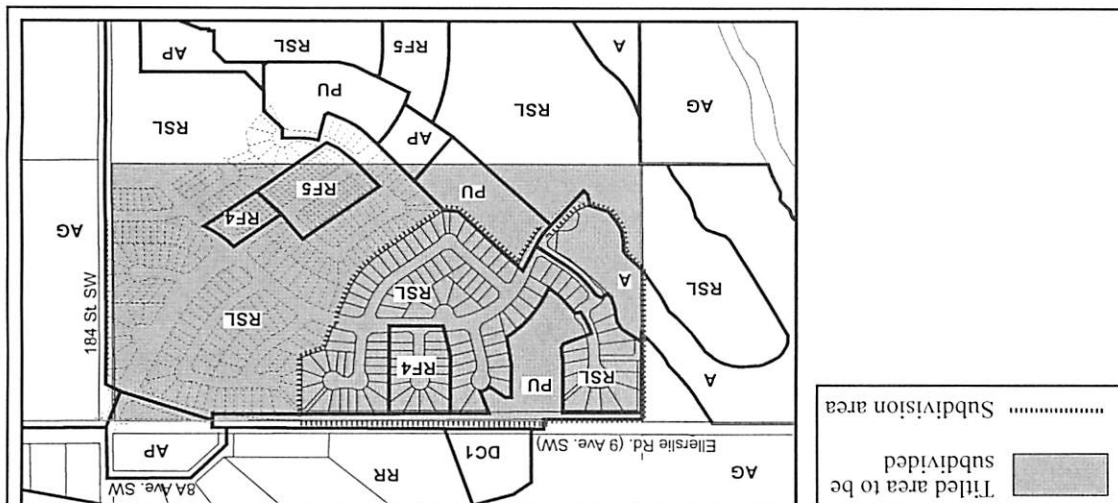 Titled area to be
subdivided
Subdivision area
8A Ave. SW
AG
RR
DC1
AP
Ellerslie Rd. (9 Ave. SW)
A
PU
RSL
RF4
184 St SW
RSL
RSL
RSL
A
AG
RF4
RF5
PU
AP
RSL
RSL
AG
PU
AP
RSL
RF5
A